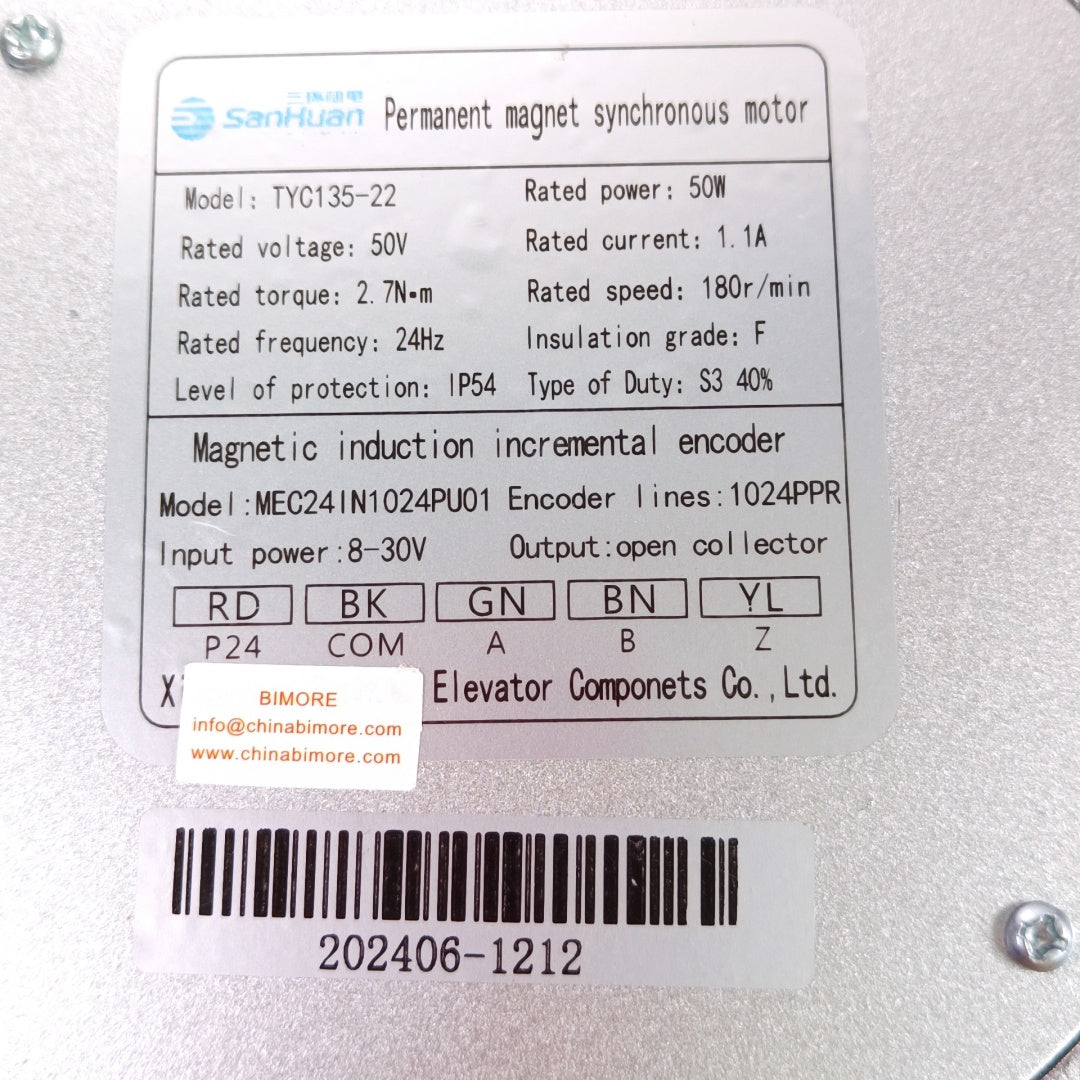 三环动电
SanHuan
Permanent magnet synchronous motor
Model: TYC135-22 Rated power: 50W
Rated voltage: 50V Rated current: 1.1A
Rated torque: 2.7N•m Rated speed: 180r/min
Rated frequency: 24Hz Insulation grade: F
Level of protection: IP54 Type of Duty: S3 40%
Magnetic induction incremental encoder
Model:MEC24IN1024PU01 Encoder lines:1024PPR
Input power:8-30V Output:open collector
RD BK GN BN YL
P24 COM A B Z
Elevator Componets Co.,Ltd.
BIMORE
info@chinabimore.com
www.chinabimore.com
202406-1212